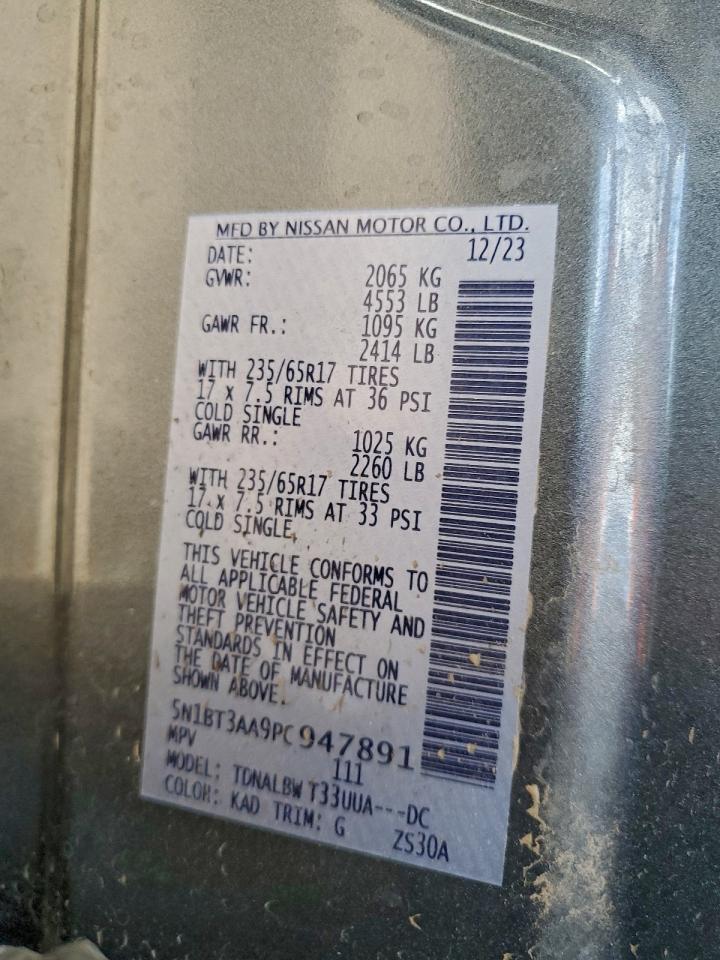 MFD BY NISSAN MOTOR CO., LTD.
DATE: 12/23
GVWR: 2065 KG
4553 LB
GAWR FR.: 1095 KG
2414 LB
WITH 235/65R17 TIRES
17 X 7.5 RIMS AT 36 PSI
COLD SINGLE
GAWR RR.: 1025 KG
2260 LB
WITH 235/65R17 TIRES
17 X 7.5 RIMS AT 33 PSI
COLD SINGLE
THIS VEHICLE CONFORMS TO
ALL APPLICABLE FEDERAL
MOTOR VEHICLE SAFETY AND
THEFT PREVENTION
STANDARDS IN EFFECT ON
THE DATE OF MANUFACTURE
SHOWN ABOVE.
5N1BT3AA9PC947891
MPV 111
MODEL: TDNALBW T33UUA---DC
COLOR: KAD TRIM: G ZS30A